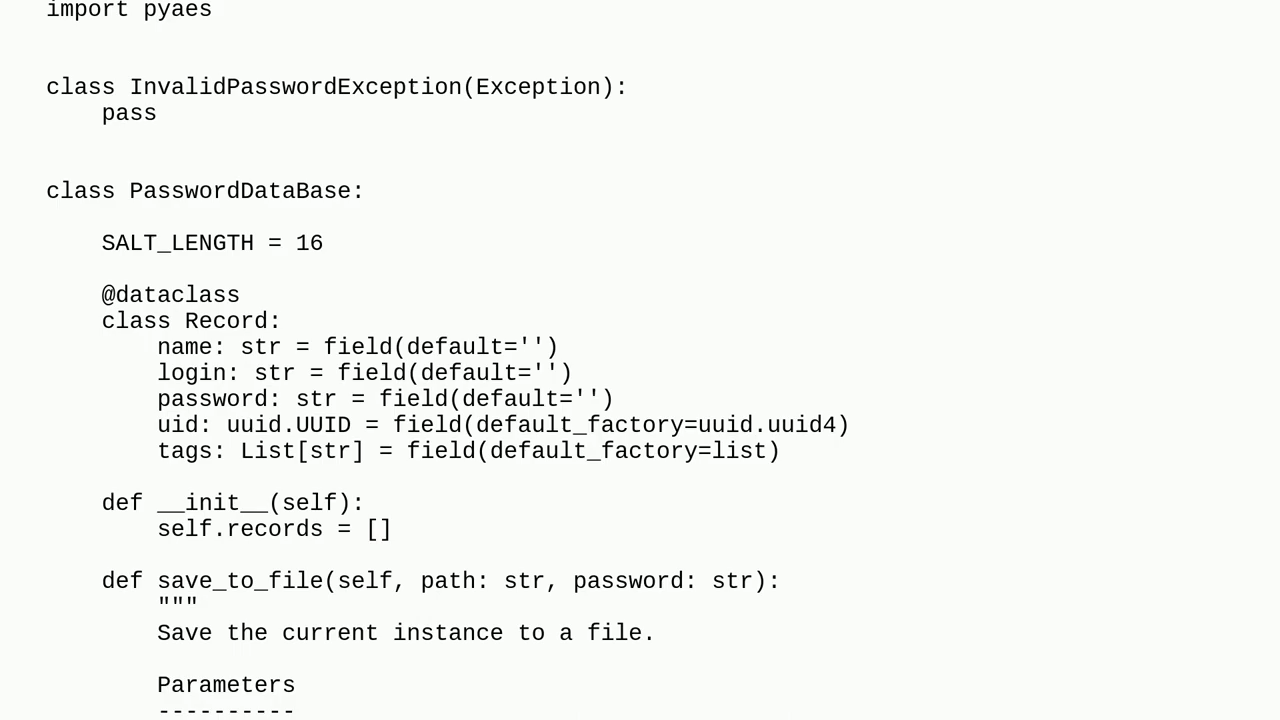 import pyaes
class InvalidPasswordException(Exception):
    pass
class PasswordDataBase:
    SALT_LENGTH = 16
    @dataclass
    class Record:
        name: str = field(default='')
        login: str = field(default='')
        password: str = field(default='')
        uid: uuid.UUID = field(default_factory=uuid.uuid4)
        tags: List[str] = field(default_factory=list)
    def __init__(self):
        self.records = []
    def save_to_file(self, path: str, password: str):
        """
        Save the current instance to a file.
        Parameters
        ----------